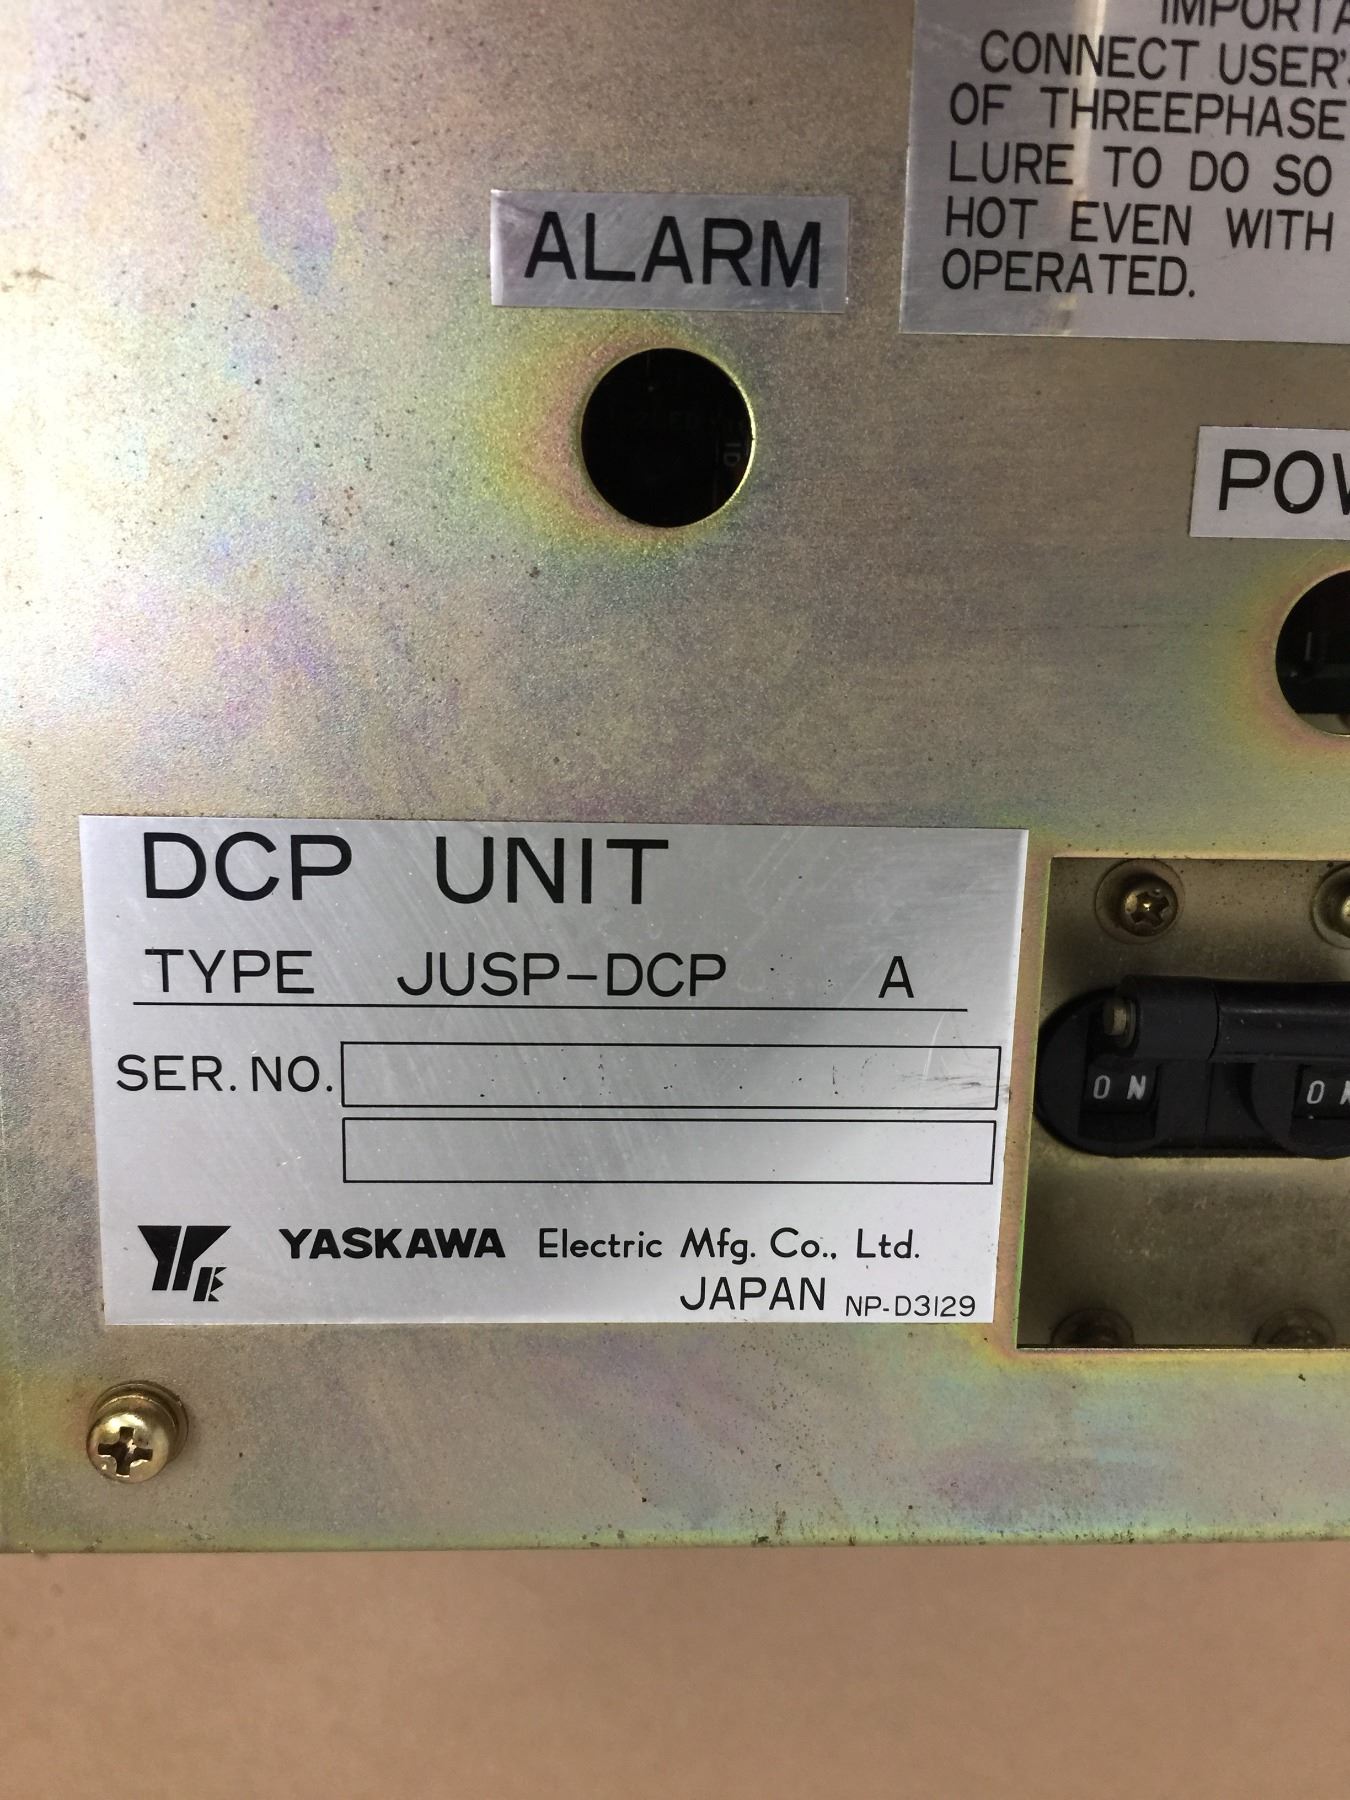 IMPORTA
CONNECT USER'
OF THREEPHASE
LURE TO DO SO
HOT EVEN WITH
OPERATED.
ALARM
POW
DCP UNIT
TYPE JUSP-DCP A
ON ON
SER. NO.
YASKAWA Electric Mfg. Co., Ltd.
JAPAN NP-D3129